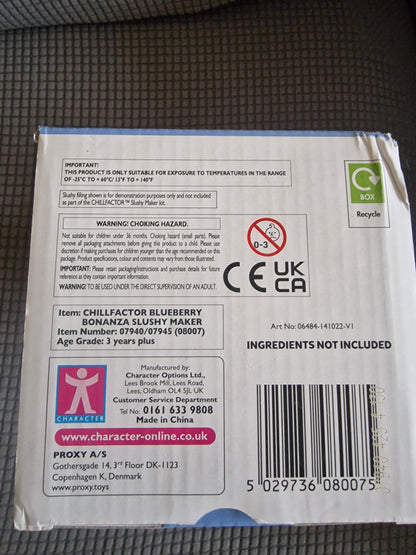 IMPORTANT!
THIS PRODUCT IS ONLY SUITABLE FOR EXPOSURE TO TEMPERATURES IN THE RANGE
OF -25°C TO + 60°C/ 13°F TO + 140°F
Slushy filling shown is for demonstration purposes only and not included
as part of the CHILLFACTOR™ Slushy Maker kit.
BOX
Recycle
WARNING! CHOKING HAZARD.
Not suitable for children under 36 months. Choking hazard (small parts). Please
remove all packaging attachments before giving this product to a child. Please use
discretion if making purchases for children younger than the age recommended on this
package. Product specifications, colour and contents may vary from those illustrated.
IMPORTANT: Please retain packaging/instructions and purchase details for future
reference as they contain important information.
WARNING! TO BE USED UNDER THE DIRECT SUPERVISION OF AN ADULT.
0-3
CE
UK
CA
Item: CHILLFACTOR BLUEBERRY
BONANZA SLUSHY MAKER
Item Number: 07940/07945 (08007)
Age Grade: 3 years plus
Art No: 06484-141022-V1
INGREDIENTS NOT INCLUDED
CHARACTER
Manufactured by:
Character Options Ltd.,
Lees Brook Mill, Lees Road,
Lees, Oldham OL4 5JL UK
Customer Service Department
Tel No: 0161 633 9808
Made in China
www.character-online.co.uk
PROXY A/S
Gothersgade 14, 3rd Floor DK-1123
Copenhagen K, Denmark
www.proxy.toys
5 029736 080075